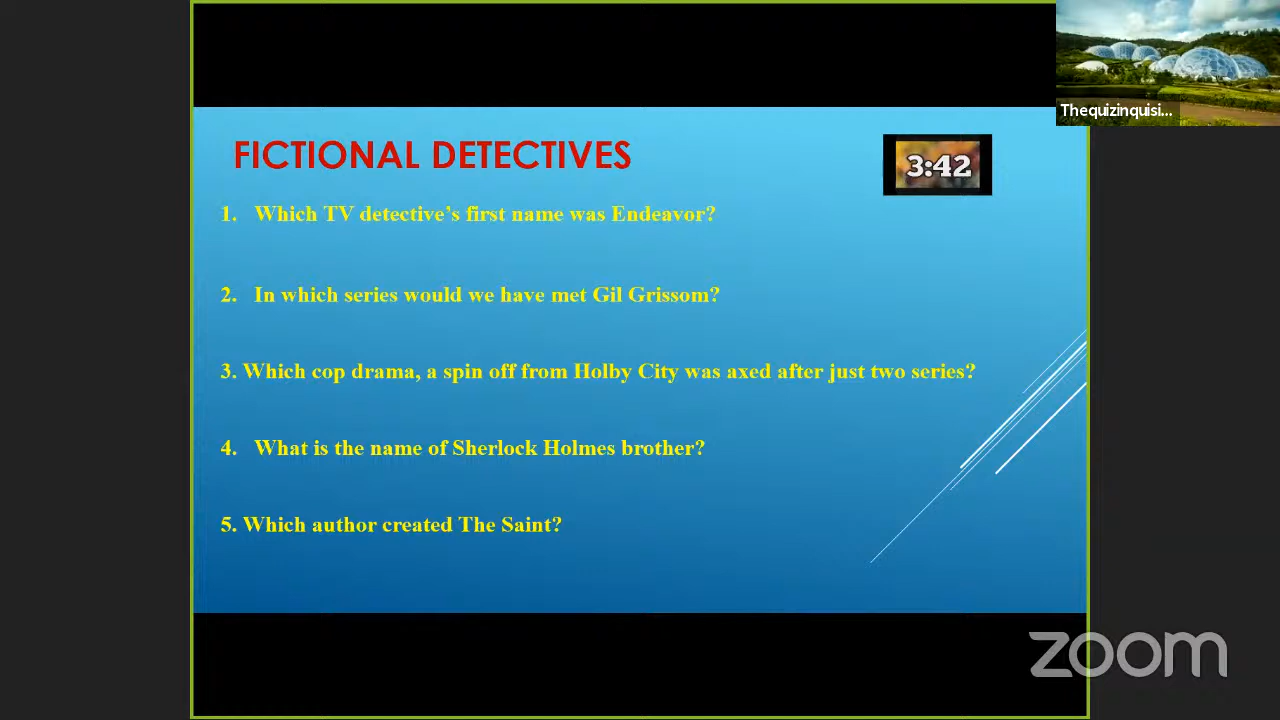 Thequizinquisi...
FICTIONAL DETECTIVES
3:42
1. Which TV detective's first name was Endeavor?
2. In which series would we have met Gil Grissom?
3. Which cop drama, a spin off from Holby City was axed after just two series?
4. What is the name of Sherlock Holmes brother?
5. Which author created The Saint?
zoom